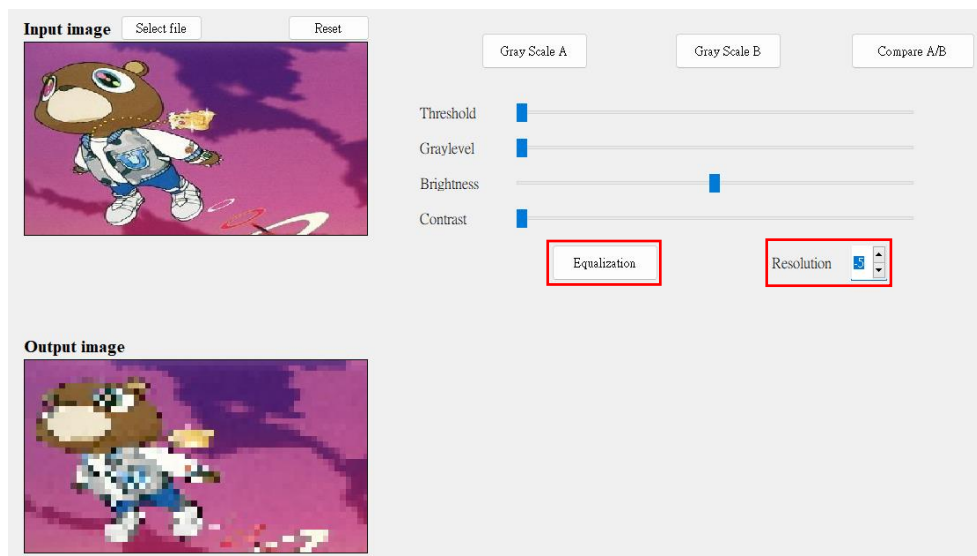 Input image
Select file
Reset
Gray Scale A
Gray Scale B
Compare A/B
Threshold
Graylevel
Brightness
Contrast
Equalization
Resolution
-5
Output image